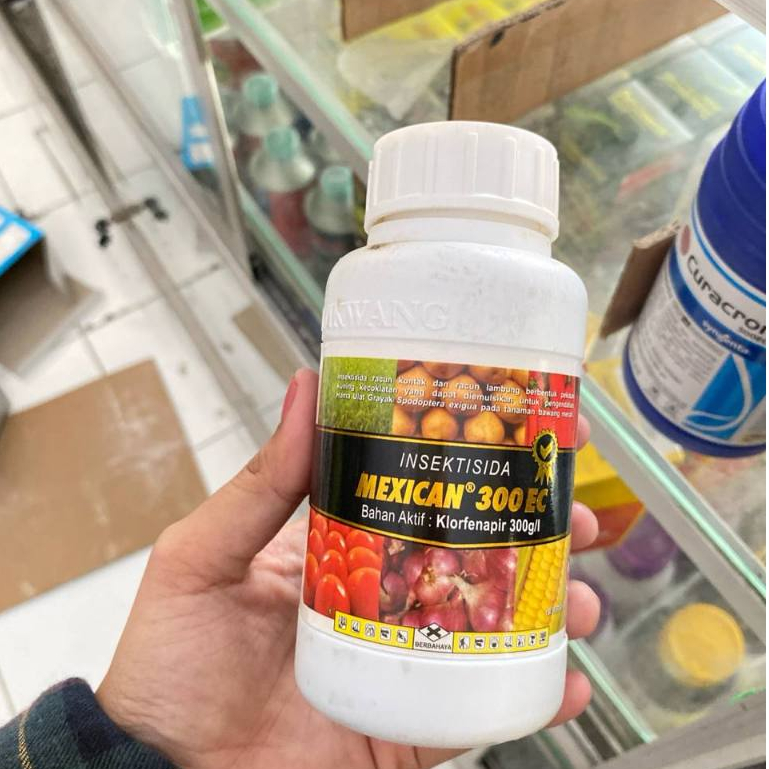 KWANG
Insektisida racun kontak dan racun lambung berbentuk pekatan
kuning kecoklatan yang dapat diemulsikan, untuk pengendalian
hama Ulat Grayak Spodoptera exigua pada tanaman bawang merah
INSEKTISIDA
MEXICAN® 300 EC
Bahan Aktif : Klorfenapir 300g/l
BERBAHAYA
Curacron
syngenta